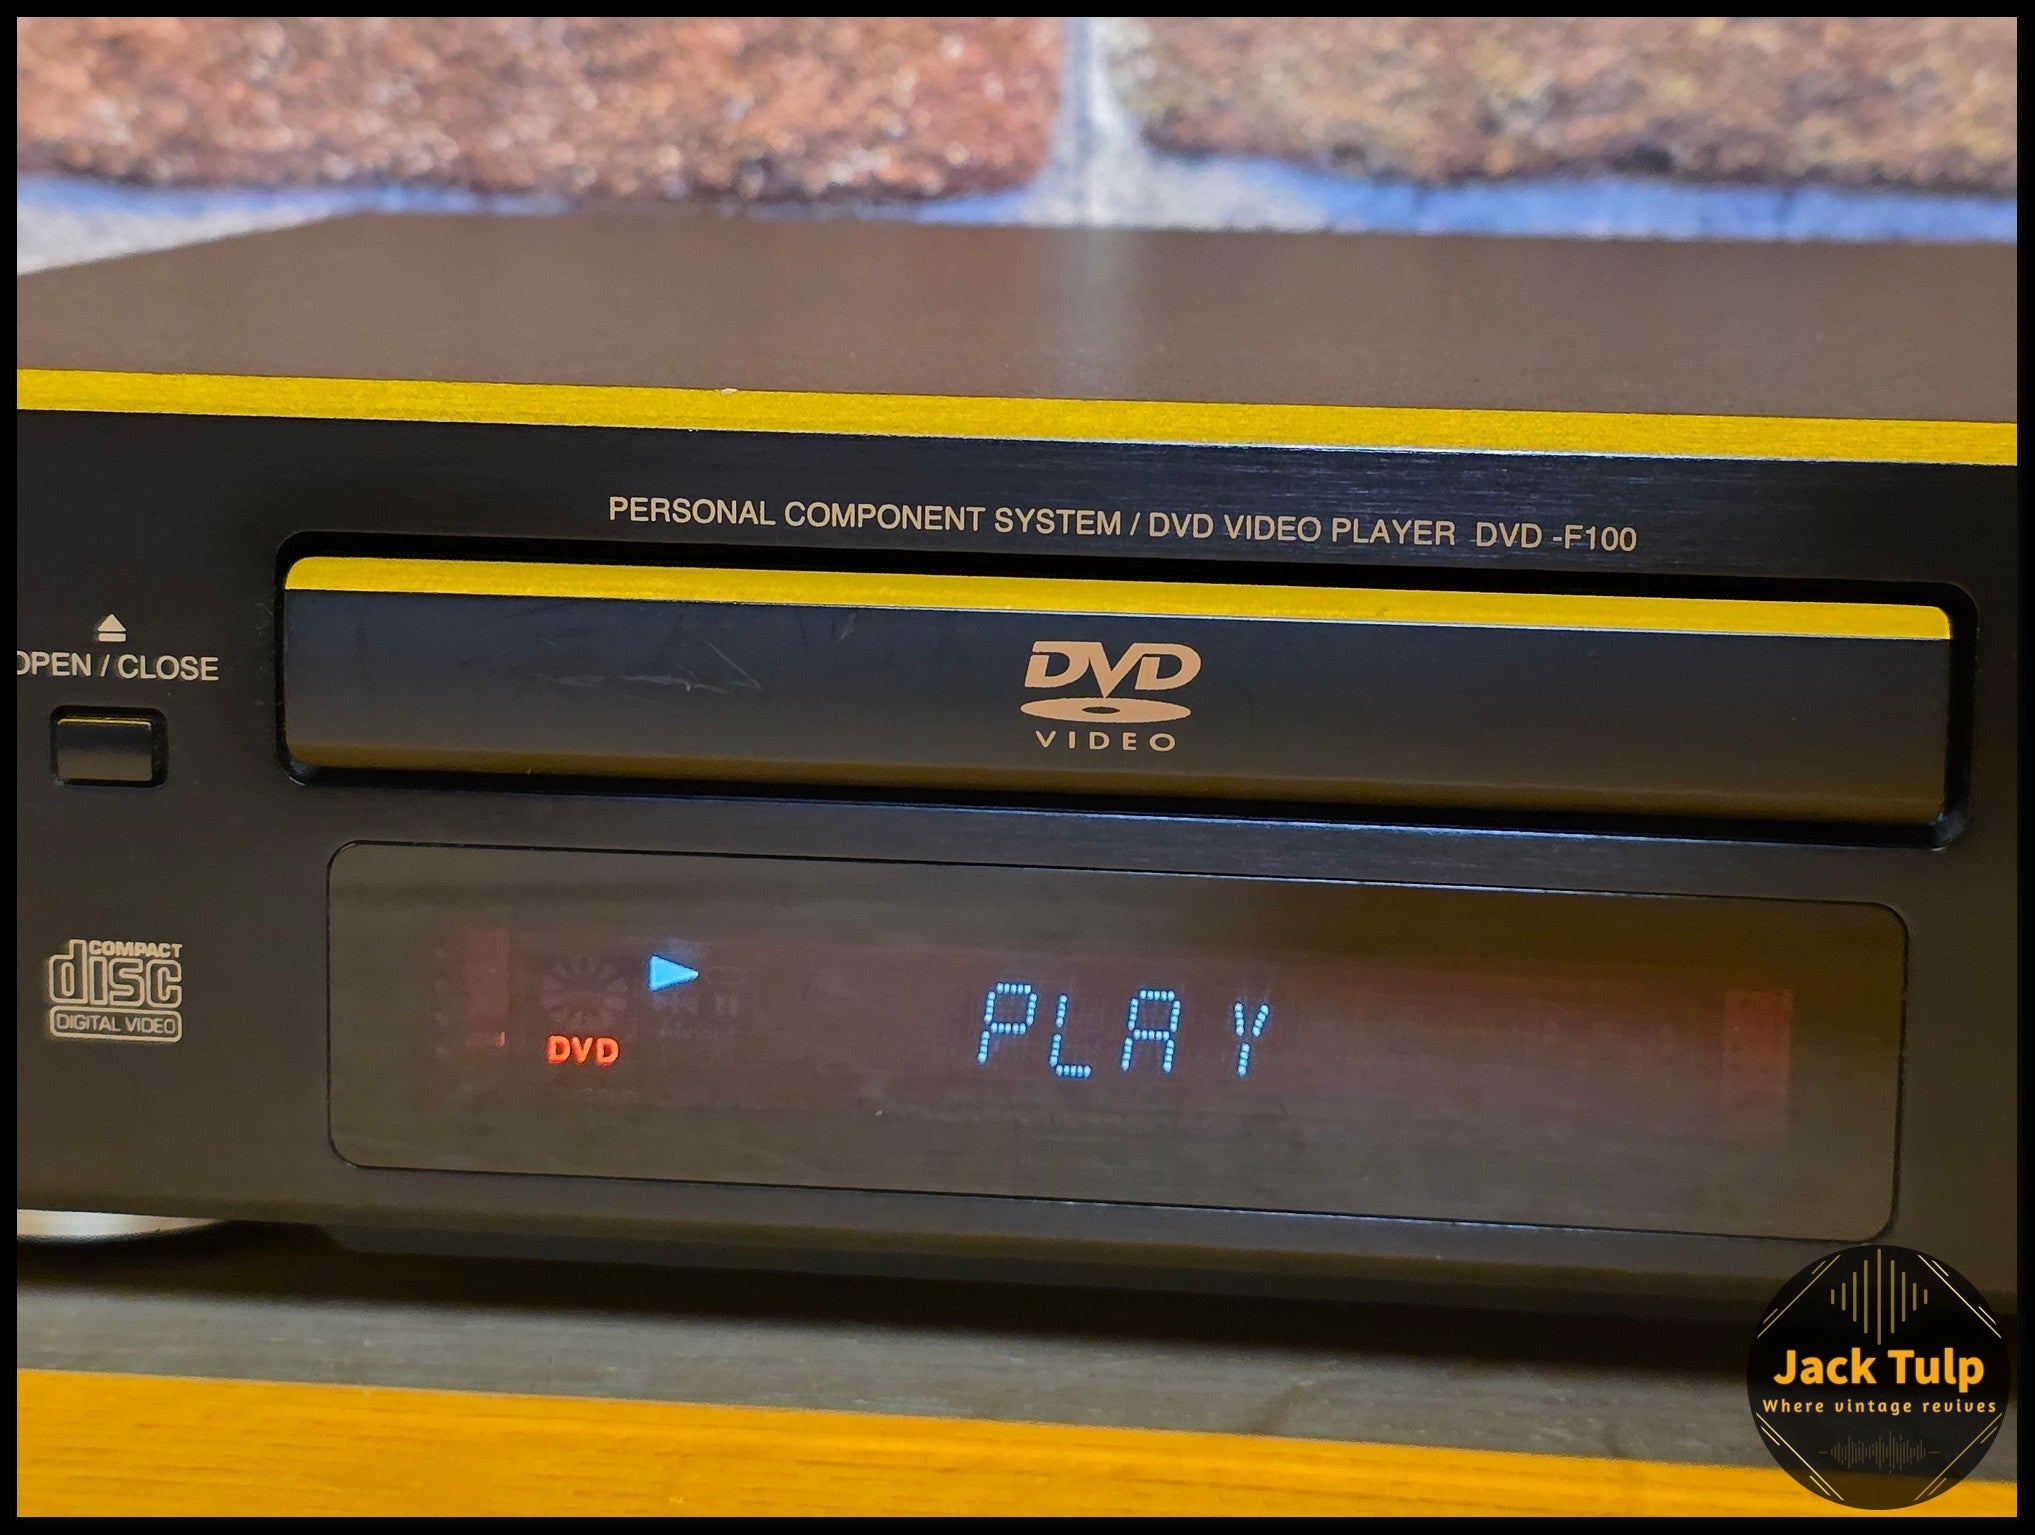 PERSONAL COMPONENT SYSTEM / DVD VIDEO PLAYER DVD -F100
OPEN / CLOSE
DVD
VIDEO
COMPACT
disc
DIGITAL VIDEO
DVD
PLAY
Jack Tulp
Where vintage revives